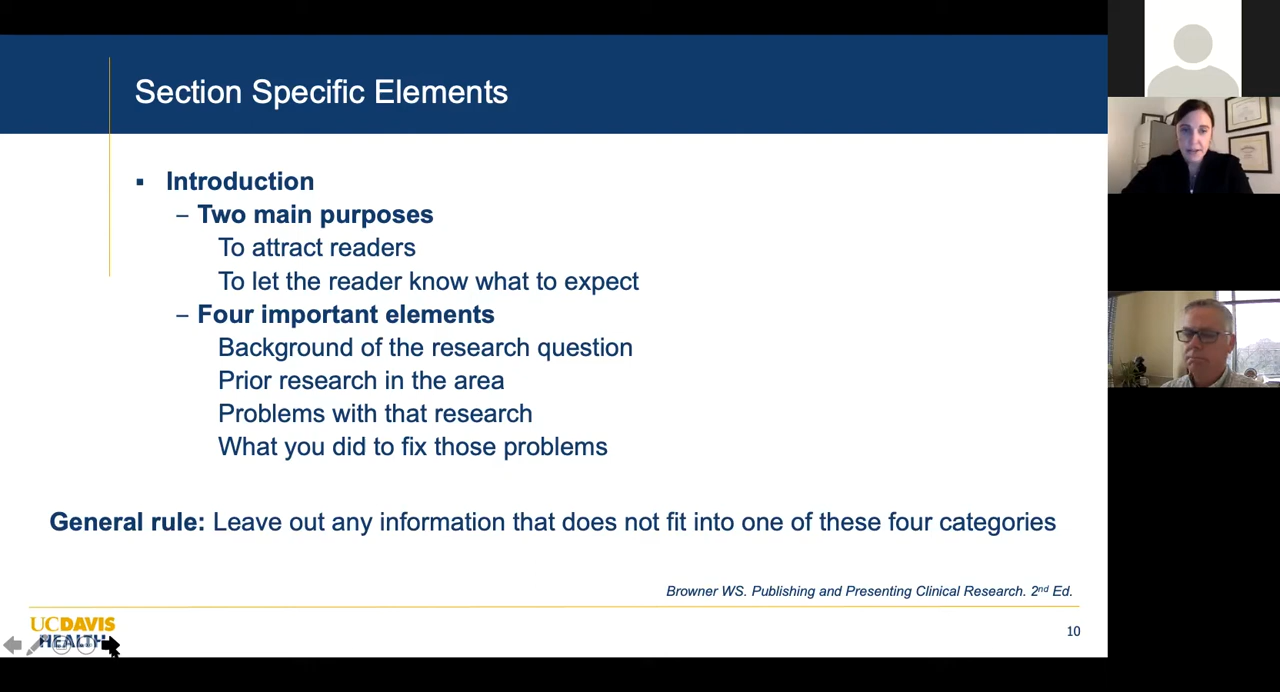 Section Specific Elements
▪ Introduction
– Two main purposes
To attract readers
To let the reader know what to expect
– Four important elements
Background of the research question
Prior research in the area
Problems with that research
What you did to fix those problems
General rule: Leave out any information that does not fit into one of these four categories
Browner WS. Publishing and Presenting Clinical Research. 2nd Ed.
UCDAVIS
HEALTH
10